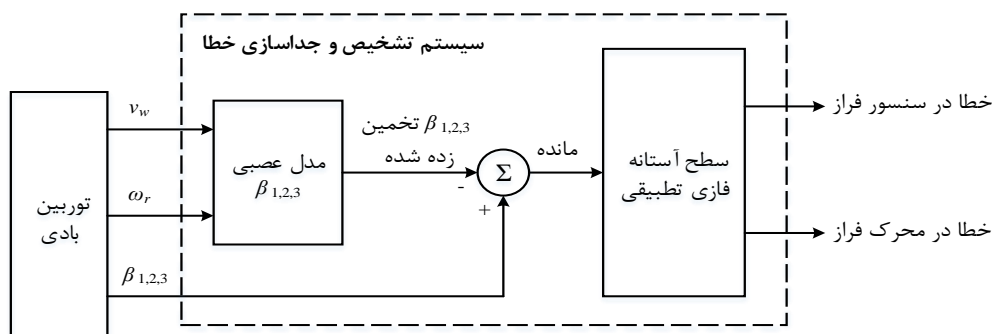 سیستم تشخیص و جداسازی خطا
توربین
بادی
v_w
ω_r
β 1,2,3
مدل عصبی
β 1,2,3
β 1,2,3 تخمین
زده شده
-
+
Σ
مانده
سطح آستانه
فازی تطبیقی
خطا در سنسور فراز
خطا در محرک فراز